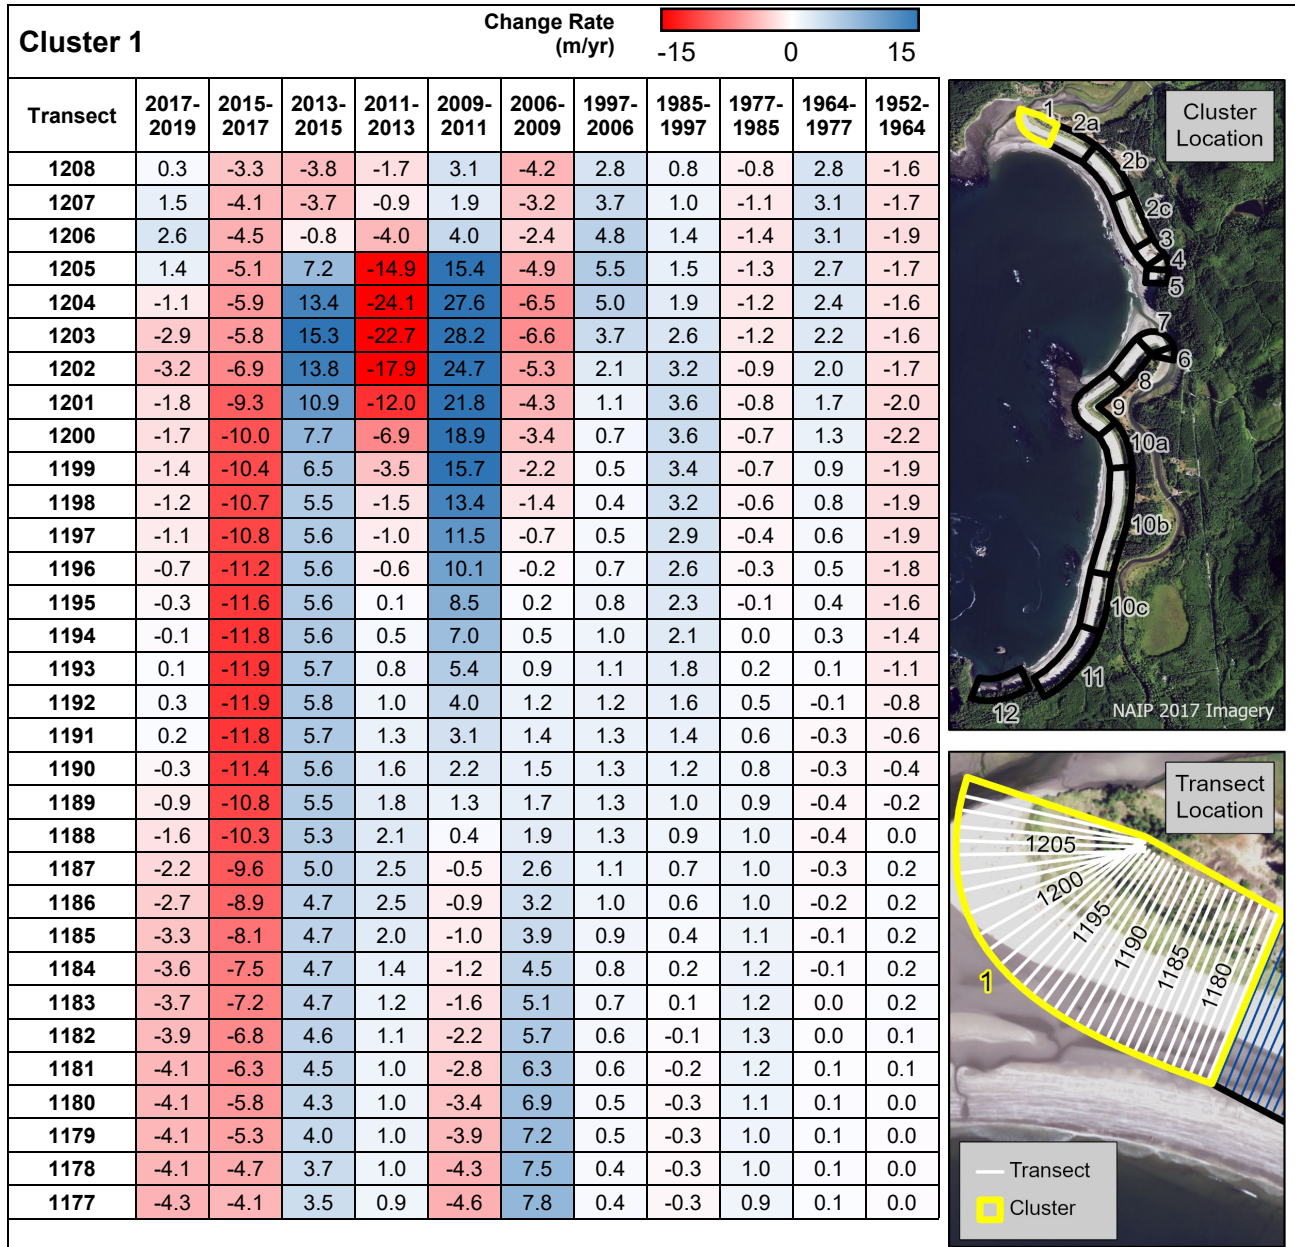 Cluster 1
Change Rate
(m/yr)
-15 0 15
Transect 2017-2019 2015-2017 2013-2015 2011-2013 2009-2011 2006-2009 1997-2006 1985-1997 1977-1985 1964-1977 1952-1964
1208 0.3 -3.3 -3.8 -1.7 3.1 -4.2 2.8 0.8 -0.8 2.8 -1.6
1207 1.5 -4.1 -3.7 -0.9 1.9 -3.2 3.7 1.0 -1.1 3.1 -1.7
1206 2.6 -4.5 -0.8 -4.0 4.0 -2.4 4.8 1.4 -1.4 3.1 -1.9
1205 1.4 -5.1 7.2 -14.9 15.4 -4.9 5.5 1.5 -1.3 2.7 -1.7
1204 -1.1 -5.9 13.4 -24.1 27.6 -6.5 5.0 1.9 -1.2 2.4 -1.6
1203 -2.9 -5.8 15.3 -22.7 28.2 -6.6 3.7 2.6 -1.2 2.2 -1.6
1202 -3.2 -6.9 13.8 -17.9 24.7 -5.3 2.1 3.2 -0.9 2.0 -1.7
1201 -1.8 -9.3 10.9 -12.0 21.8 -4.3 1.1 3.6 -0.8 1.7 -2.0
1200 -1.7 -10.0 7.7 -6.9 18.9 -3.4 0.7 3.6 -0.7 1.3 -2.2
1199 -1.4 -10.4 6.5 -3.5 15.7 -2.2 0.5 3.4 -0.7 0.9 -1.9
1198 -1.2 -10.7 5.5 -1.5 13.4 -1.4 0.4 3.2 -0.6 0.8 -1.9
1197 -1.1 -10.8 5.6 -1.0 11.5 -0.7 0.5 2.9 -0.4 0.6 -1.9
1196 -0.7 -11.2 5.6 -0.6 10.1 -0.2 0.7 2.6 -0.3 0.5 -1.8
1195 -0.3 -11.6 5.6 0.1 8.5 0.2 0.8 2.3 -0.1 0.4 -1.6
1194 -0.1 -11.8 5.6 0.5 7.0 0.5 1.0 2.1 0.0 0.3 -1.4
1193 0.1 -11.9 5.7 0.8 5.4 0.9 1.1 1.8 0.2 0.1 -1.1
1192 0.3 -11.9 5.8 1.0 4.0 1.2 1.2 1.6 0.5 -0.1 -0.8
1191 0.2 -11.8 5.7 1.3 3.1 1.4 1.3 1.4 0.6 -0.3 -0.6
1190 -0.3 -11.4 5.6 1.6 2.2 1.5 1.3 1.2 0.8 -0.3 -0.4
1189 -0.9 -10.8 5.5 1.8 1.3 1.7 1.3 1.0 0.9 -0.4 -0.2
1188 -1.6 -10.3 5.3 2.1 0.4 1.9 1.3 0.9 1.0 -0.4 0.0
1187 -2.2 -9.6 5.0 2.5 -0.5 2.6 1.1 0.7 1.0 -0.3 0.2
1186 -2.7 -8.9 4.7 2.5 -0.9 3.2 1.0 0.6 1.0 -0.2 0.2
1185 -3.3 -8.1 4.7 2.0 -1.0 3.9 0.9 0.4 1.1 -0.1 0.2
1184 -3.6 -7.5 4.7 1.4 -1.2 4.5 0.8 0.2 1.2 -0.1 0.2
1183 -3.7 -7.2 4.7 1.2 -1.6 5.1 0.7 0.1 1.2 0.0 0.2
1182 -3.9 -6.8 4.6 1.1 -2.2 5.7 0.6 -0.1 1.3 0.0 0.1
1181 -4.1 -6.3 4.5 1.0 -2.8 6.3 0.6 -0.2 1.2 0.1 0.1
1180 -4.1 -5.8 4.3 1.0 -3.4 6.9 0.5 -0.3 1.1 0.1 0.0
1179 -4.1 -5.3 4.0 1.0 -3.9 7.2 0.5 -0.3 1.0 0.1 0.0
1178 -4.1 -4.7 3.7 1.0 -4.3 7.5 0.4 -0.3 1.0 0.1 0.0
1177 -4.3 -4.1 3.5 0.9 -4.6 7.8 0.4 -0.3 0.9 0.1 0.0
Cluster
Location
1
2a
2b
2c
3
4
5
7
6
8
9
10a
10b
10c
11
12
NAIP 2017 Imagery
Transect
Location
1205
1200
1195
1190
1185
1180
1
Transect
Cluster